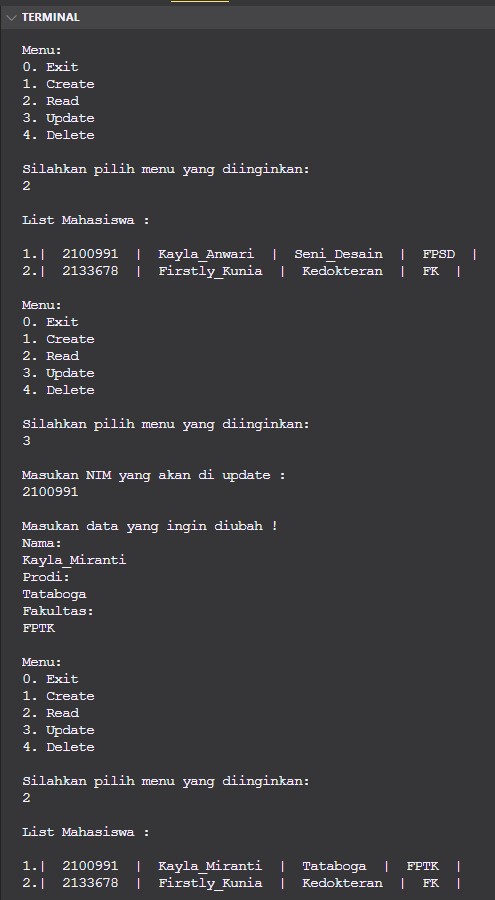 TERMINAL
Menu:
0. Exit
1. Create
2. Read
3. Update
4. Delete
Silahkan pilih menu yang diinginkan:
2
List Mahasiswa :
1.|  2100991  |  Kayla_Anwari  |  Seni_Desain  |  FPSD  |
2.|  2133678  |  Firstly_Kunia  |  Kedokteran  |  FK  |
Menu:
0. Exit
1. Create
2. Read
3. Update
4. Delete
Silahkan pilih menu yang diinginkan:
3
Masukan NIM yang akan di update :
2100991
Masukan data yang ingin diubah !
Nama:
Kayla_Miranti
Prodi:
Tataboga
Fakultas:
FPTK
Menu:
0. Exit
1. Create
2. Read
3. Update
4. Delete
Silahkan pilih menu yang diinginkan:
2
List Mahasiswa :
1.|  2100991  |  Kayla_Miranti  |  Tataboga  |  FPTK  |
2.|  2133678  |  Firstly_Kunia  |  Kedokteran  |  FK  |